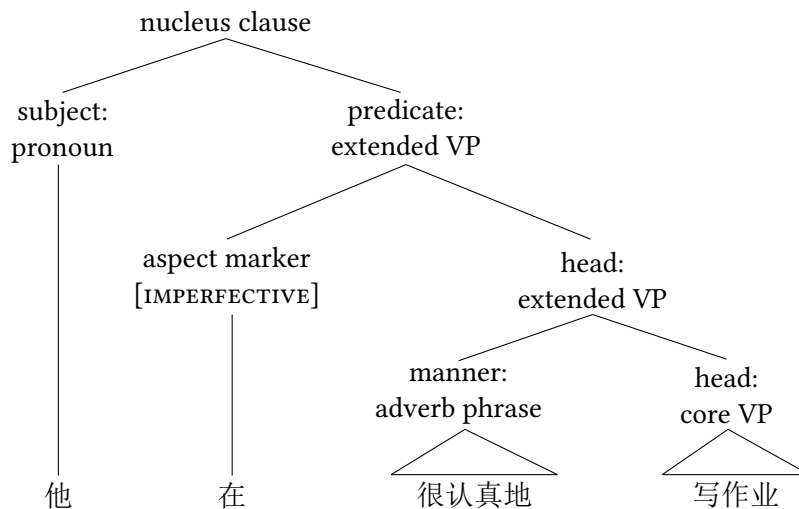 nucleus clause
subject:
pronoun
predicate:
extended VP
aspect marker
[IMPERFECTIVE]
head:
extended VP
manner:
adverb phrase
head:
core VP
他 在 很认真地 写作业